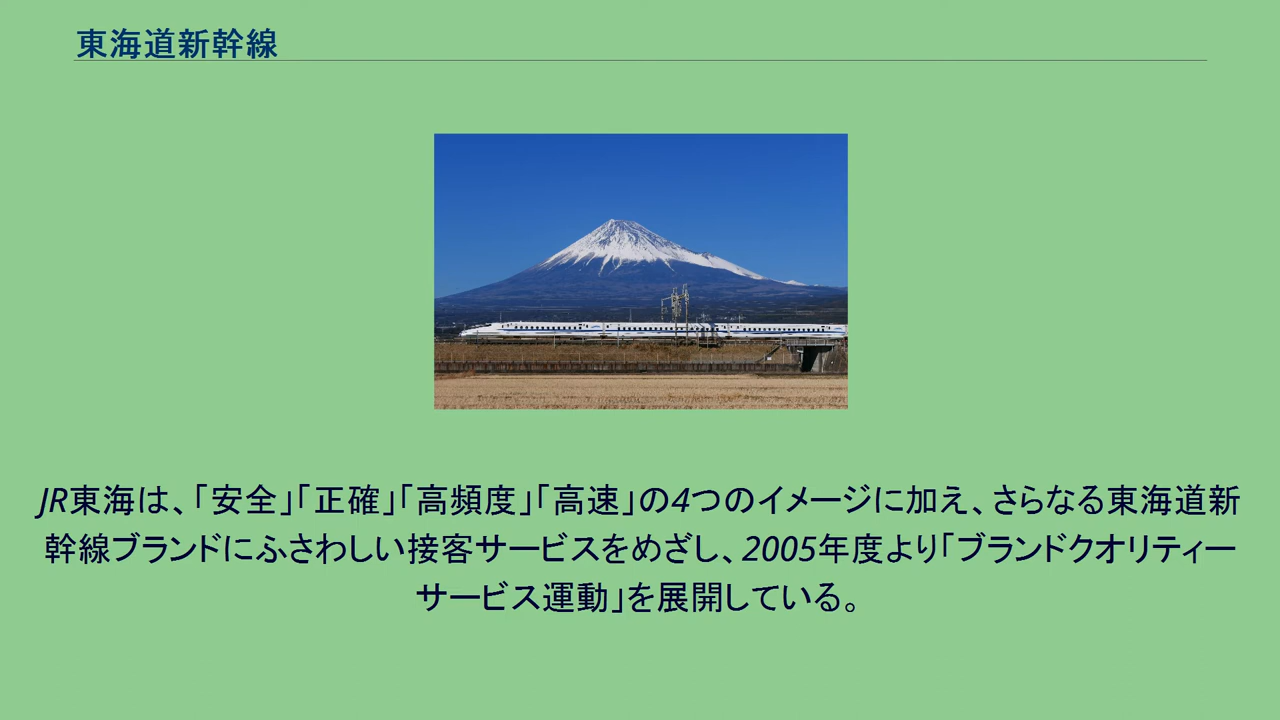 東海道新幹線
JR東海は、「安全」「正確」「高頻度」「高速」の4つのイメージに加え、さらなる東海道新
幹線ブランドにふさわしい接客サービスをめざし、2005年度より「ブランドクオリティー
サービス運動」を展開している。